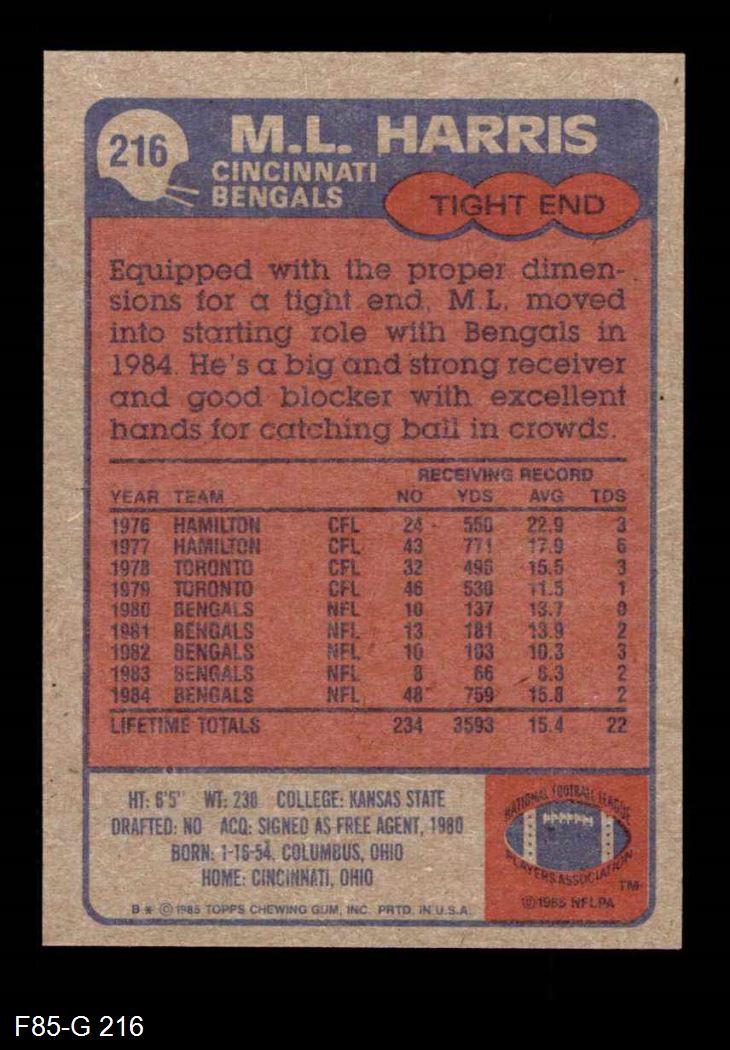 216
M.L. HARRIS
CINCINNATI
BENGALS
TIGHT END
Equipped with the proper dimen-
sions for a tight end, M.L. moved
into starting role with Bengals in
1984. He's a big and strong receiver
and good blocker with excellent
hands for catching ball in crowds.
RECEIVING RECORD
YEAR TEAM NO YDS AVG TDS
1976 HAMILTON CFL 24 550 22.9 3
1977 HAMILTON CFL 43 771 17.9 6
1978 TORONTO CFL 32 496 15.5 3
1979 TORONTO CFL 46 530 11.5 1
1980 BENGALS NFL 10 137 13.7 0
1981 BENGALS NFL 13 181 13.9 2
1982 BENGALS NFL 10 103 10.3 3
1983 BENGALS NFL 8 66 8.3 2
1984 BENGALS NFL 48 759 15.8 2
LIFETIME TOTALS 234 3593 15.4 22
HT: 6'5" WT: 230 COLLEGE: KANSAS STATE
DRAFTED: NO ACQ: SIGNED AS FREE AGENT, 1980
BORN: 1-16-54, COLUMBUS, OHIO
HOME: CINCINNATI, OHIO
B * © 1985 TOPPS CHEWING GUM, INC. PRTD. IN U.S.A.
NATIONAL FOOTBALL LEAGUE
PLAYERS ASSOCIATION
TM
© 1985 NFLPA
F85-G 216